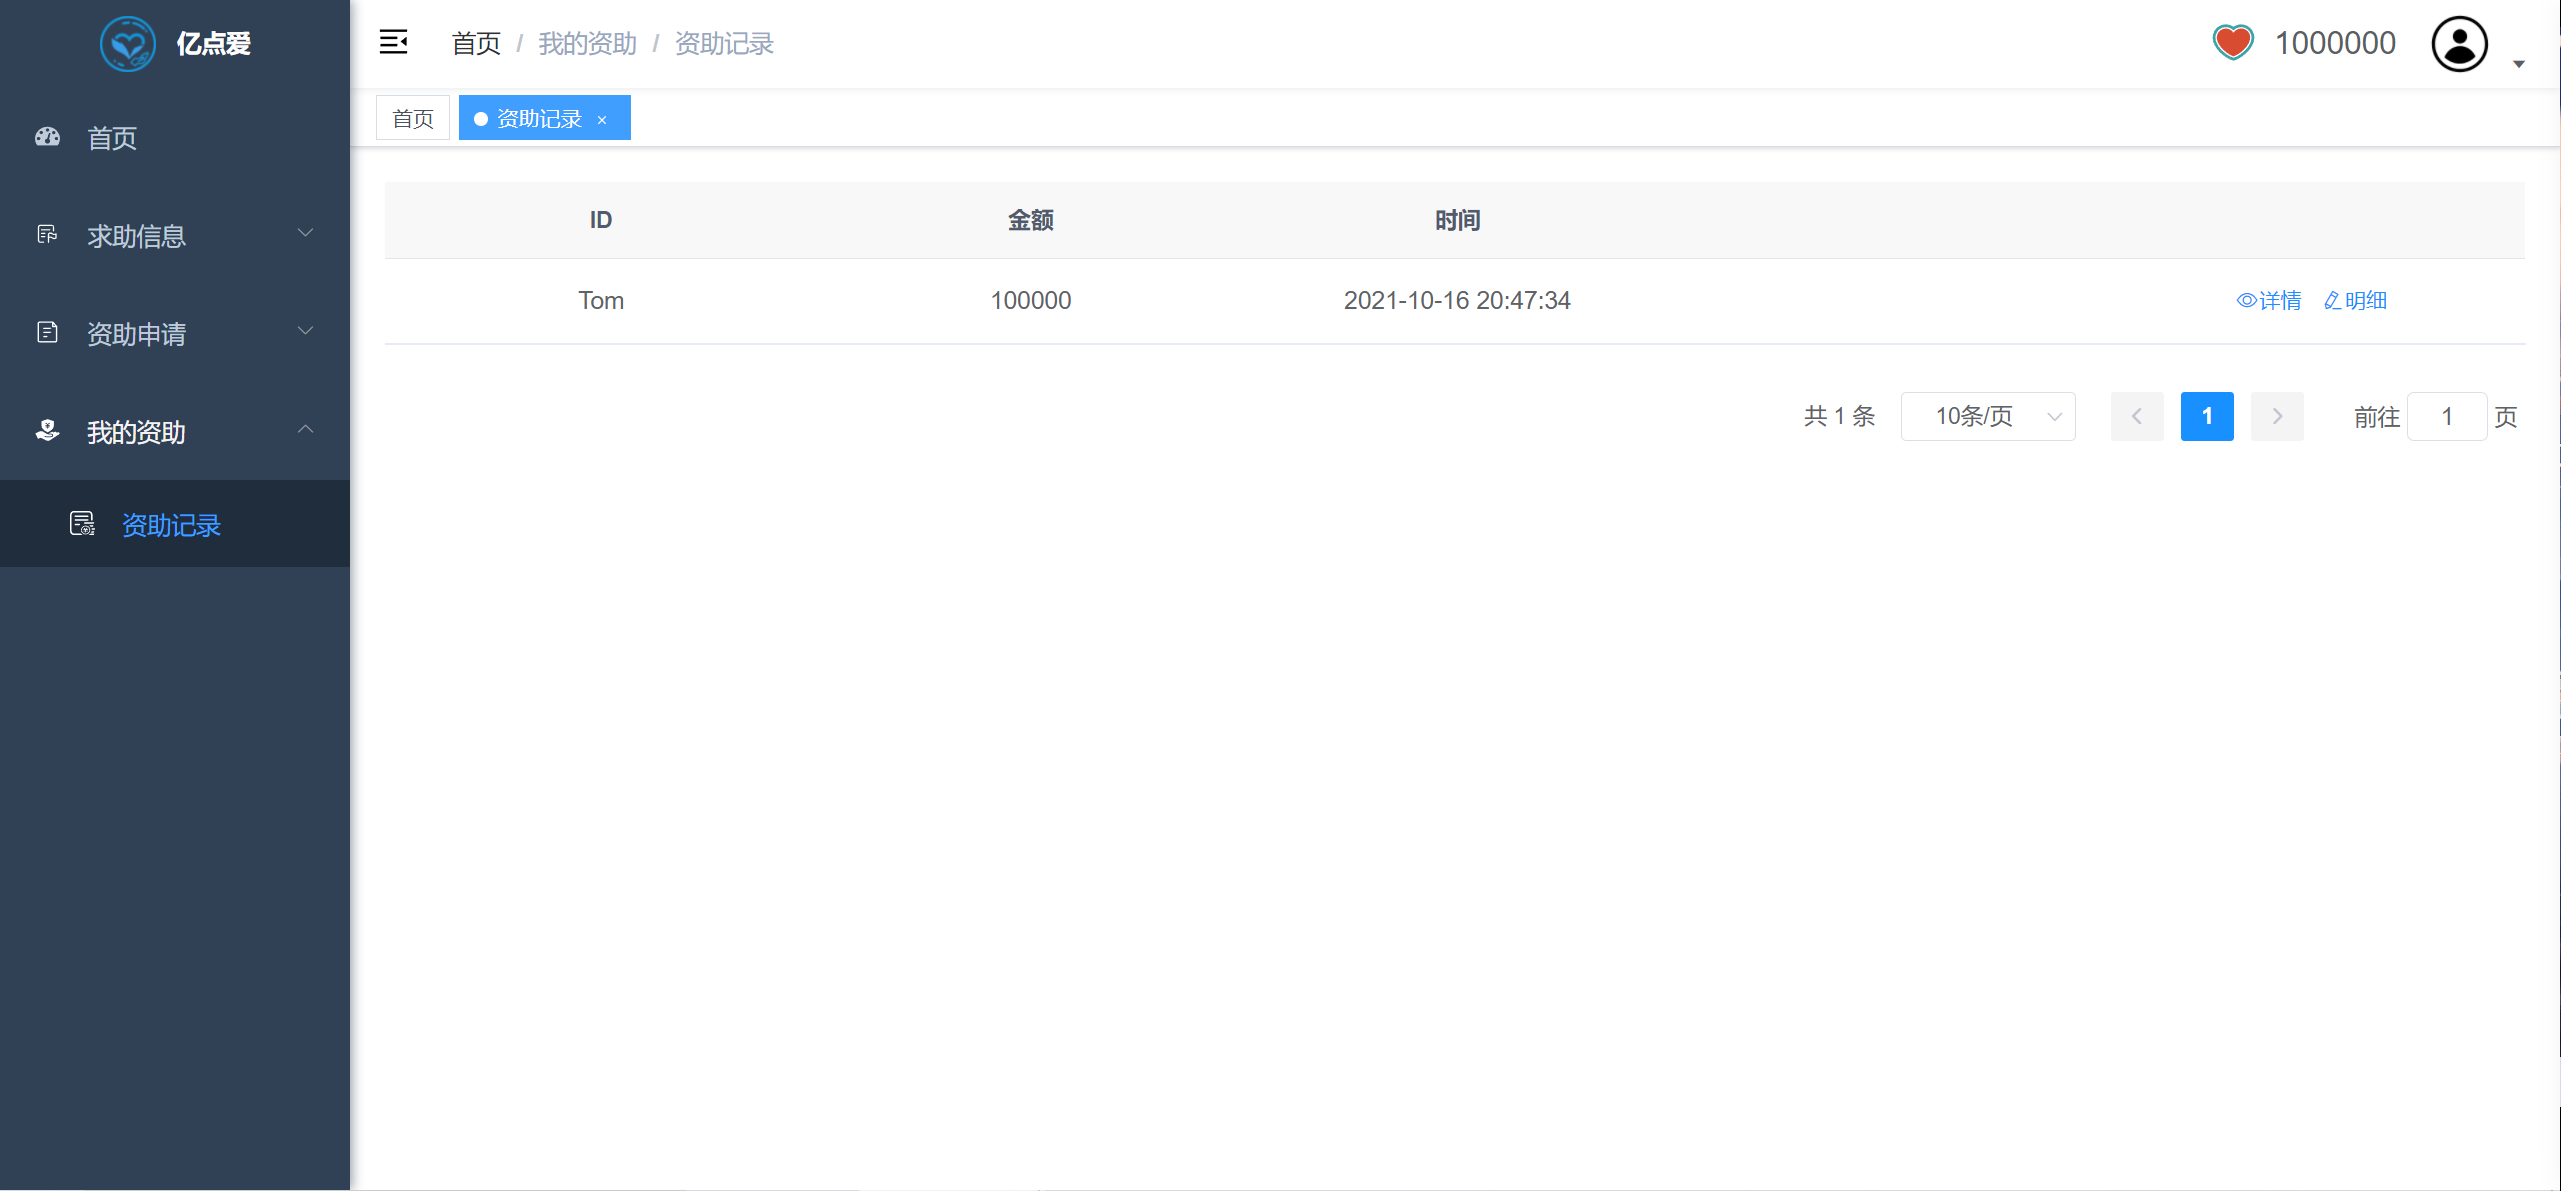 亿点爱
首页 / 我的资助 / 资助记录
1000000
首页
资助记录 ×
首页
求助信息
资助申请
我的资助
资助记录
ID 金额 时间
Tom 100000 2021-10-16 20:47:34 详情 明细
共 1 条 10条/页 1 前往 1 页